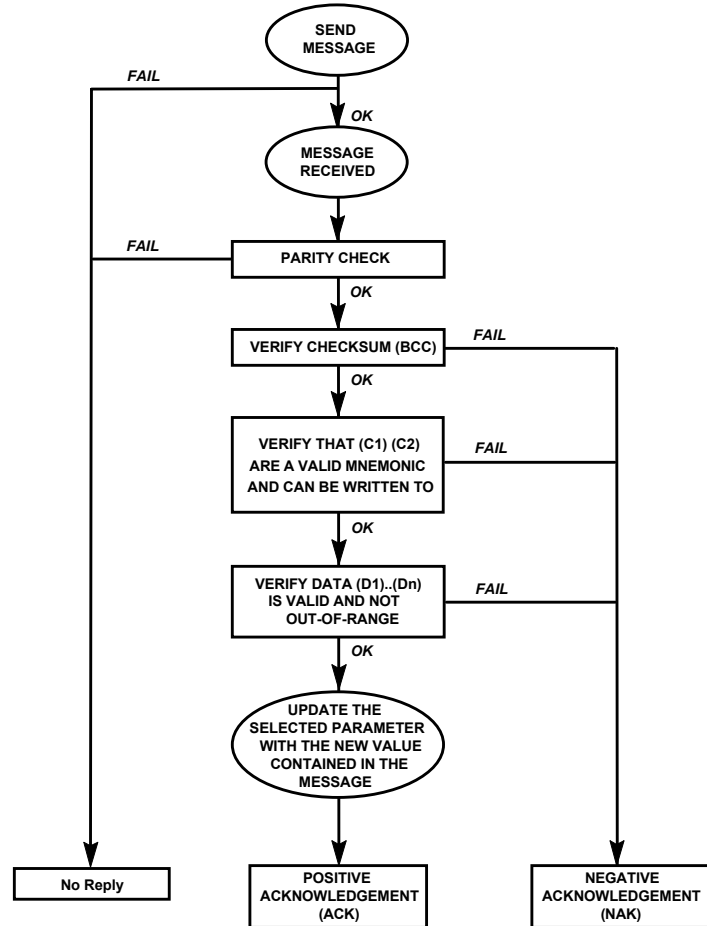 SEND
MESSAGE
FAIL
OK
MESSAGE
RECEIVED
FAIL
PARITY CHECK
OK
VERIFY CHECKSUM (BCC)
FAIL
OK
VERIFY THAT (C1) (C2)
ARE A VALID MNEMONIC
AND CAN BE WRITTEN TO
FAIL
OK
VERIFY DATA (D1)..(Dn)
IS VALID AND NOT
OUT-OF-RANGE
FAIL
OK
UPDATE THE
SELECTED PARAMETER
WITH THE NEW VALUE
CONTAINED IN THE
MESSAGE
No Reply
POSITIVE
ACKNOWLEDGEMENT
(ACK)
NEGATIVE
ACKNOWLEDGEMENT
(NAK)